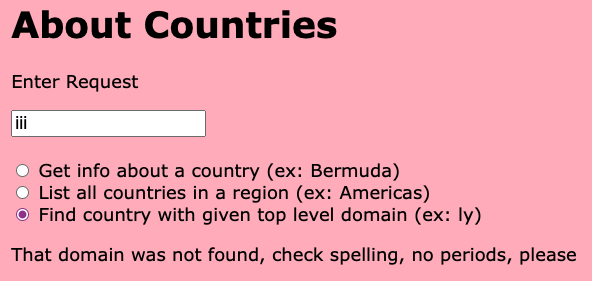 About Countries
Enter Request
iii
Get info about a country (ex: Bermuda)
List all countries in a region (ex: Americas)
Find country with given top level domain (ex: ly)
That domain was not found, check spelling, no periods, please